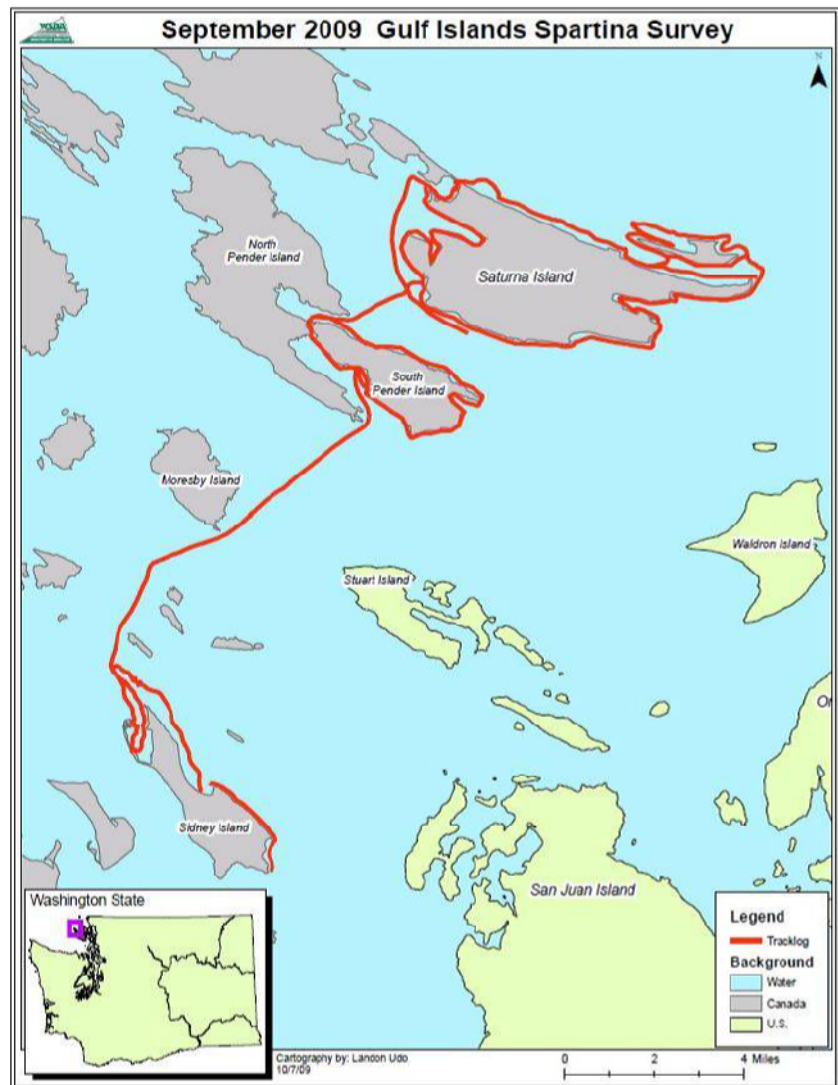 WSDA
September 2009 Gulf Islands Spartina Survey
N
North
Pender Island
Saturna Island
South
Pender Island
Moresby Island
Waldron Island
Stuart Island
Or
Sidney Island
San Juan Island
Washington State
Legend
Tracklog
Background
Water
Canada
U.S.
Cartography by: Landon Udo
10/7/09
0 2 4 Miles